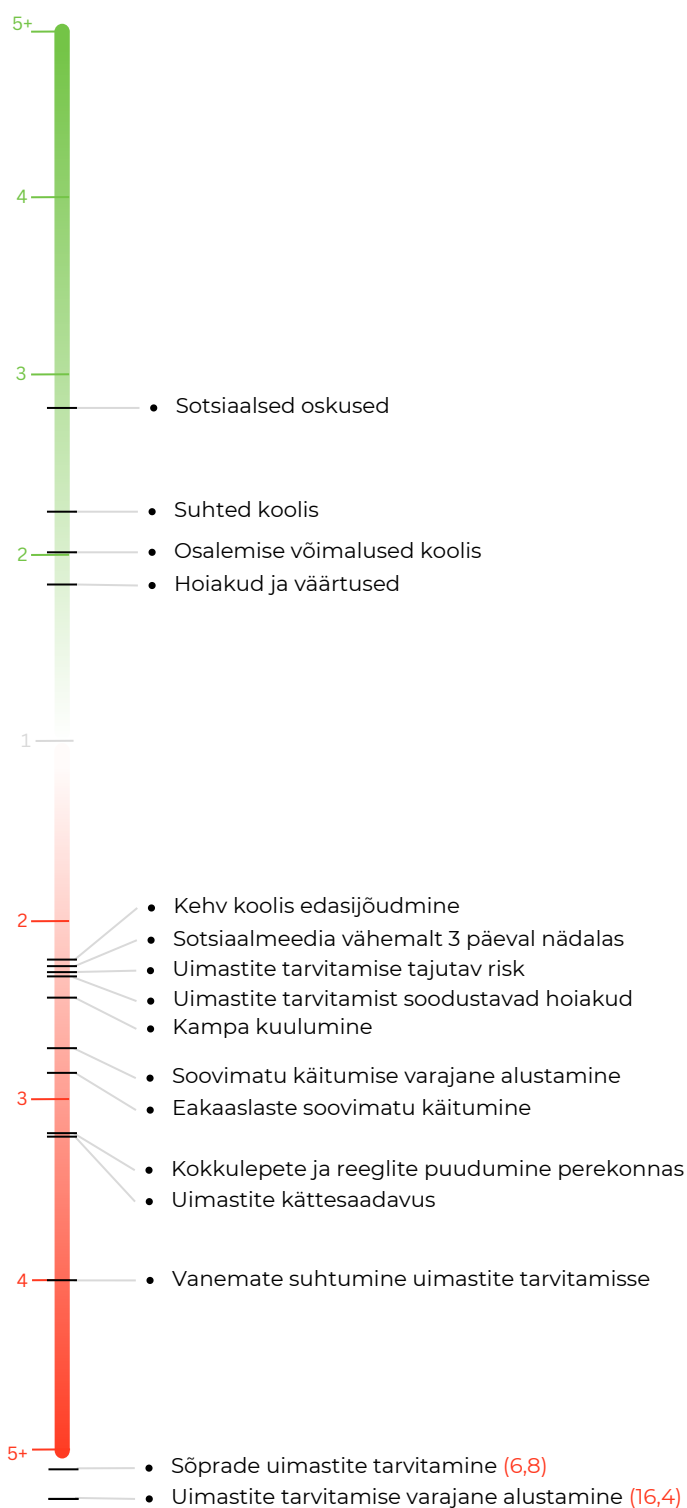 5+
4
3
Sotsiaalsed oskused
Suhted koolis
Osalemise võimalused koolis
2
Hoiakud ja väärtused
1
Kehv koolis edasijõudmine
2
Sotsiaalmeedia vähemalt 3 päeval nädalas
Uimastite tarvitamise tajutav risk
Uimastite tarvitamist soodustavad hoiakud
Kampa kuulumine
Soovimatu käitumise varajane alustamine
3
Eakaaslaste soovimatu käitumine
Kokkulepete ja reeglite puudumine perekonnas
Uimastite kättesaadavus
4
Vanemate suhtumine uimastite tarvitamisse
5+
Sõprade uimastite tarvitamine (6,8)
Uimastite tarvitamise varajane alustamine (16,4)